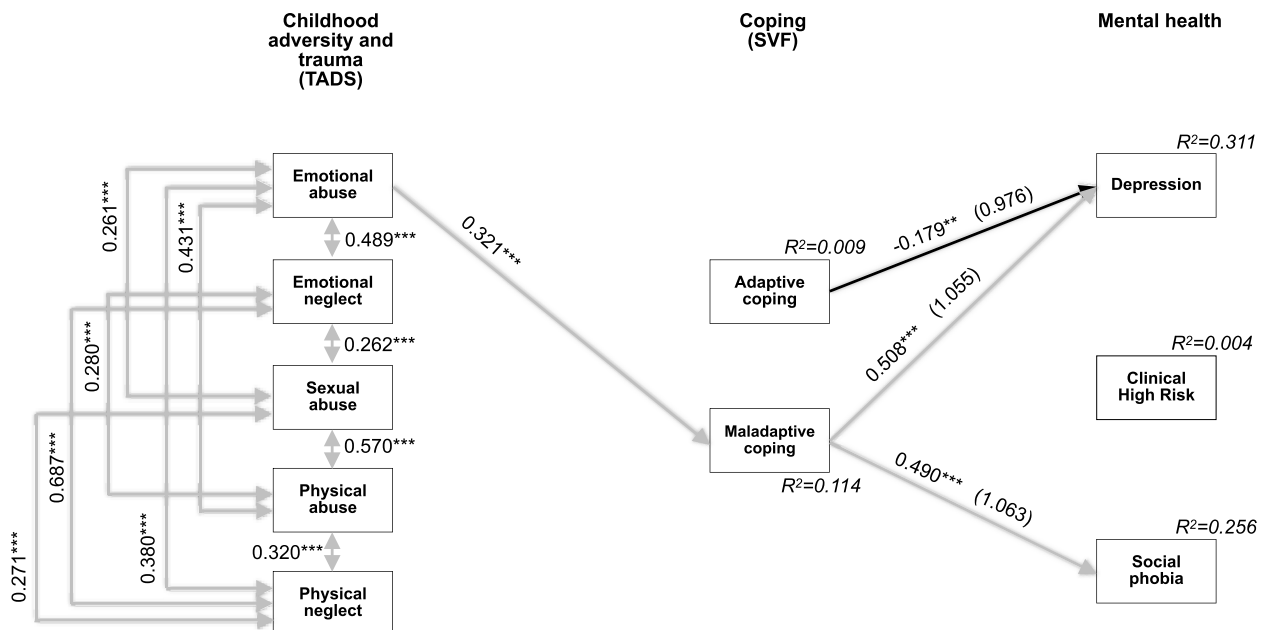 Childhood
adversity and
trauma
(TADS)
Coping
(SVF)
Mental health
R²=0.311
Emotional
abuse
Depression
0.261***
0.431***
0.321***
-0.179** (0.976)
0.489***
R²=0.009
Emotional
neglect
Adaptive
coping
0.508*** (1.055)
0.280***
0.262***
R²=0.004
Clinical
High Risk
Sexual
abuse
Maladaptive
coping
0.687***
0.570***
0.490*** (1.063)
R²=0.114
Physical
abuse
R²=0.256
0.271***
0.380***
0.320***
Social
phobia
Physical
neglect